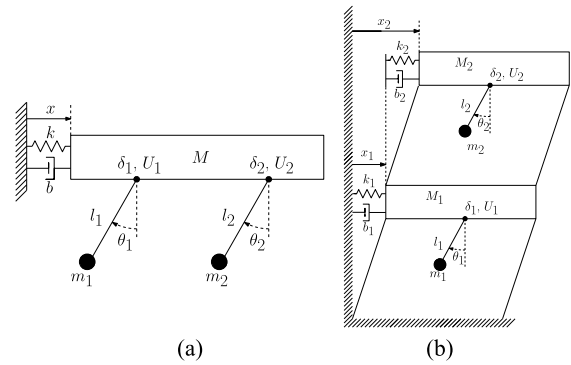 x
k
b
M
δ₁, U₁
δ₂, U₂
l₁
θ₁
m₁
l₂
θ₂
m₂
(a)
x₂
k₂
b₂
M₂
δ₂, U₂
l₂
θ₂
m₂
x₁
k₁
b₁
M₁
δ₁, U₁
l₁
θ₁
m₁
(b)